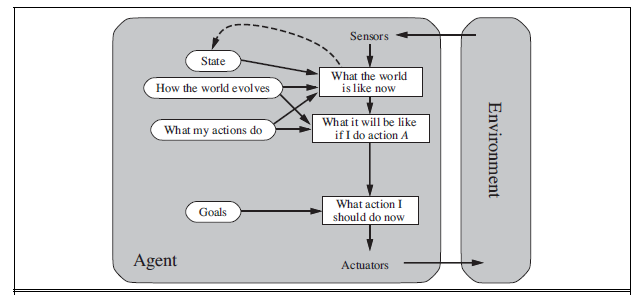 Sensors
State
What the world
is like now
How the world evolves
What it will be like
if I do action A
What my actions do
Goals
What action I
should do now
Agent
Actuators
Environment